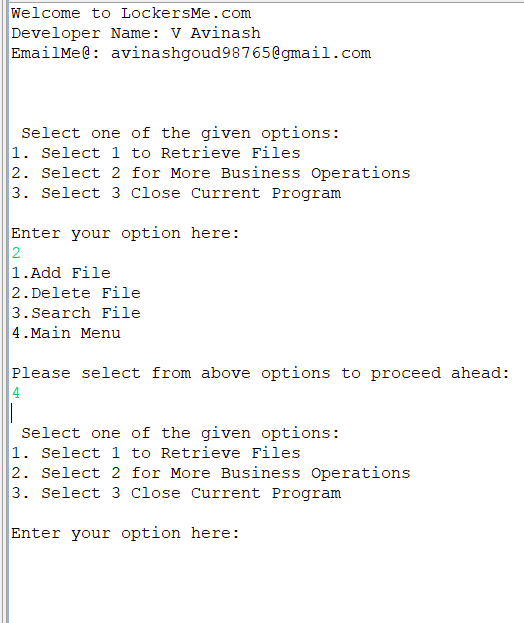 Welcome to LockersMe.com
Developer Name: V Avinash
EmailMe@: avinashgoud98765@gmail.com
Select one of the given options:
1. Select 1 to Retrieve Files
2. Select 2 for More Business Operations
3. Select 3 Close Current Program
Enter your option here:
2
1.Add File
2.Delete File
3.Search File
4.Main Menu
Please select from above options to proceed ahead:
4
Select one of the given options:
1. Select 1 to Retrieve Files
2. Select 2 for More Business Operations
3. Select 3 Close Current Program
Enter your option here: